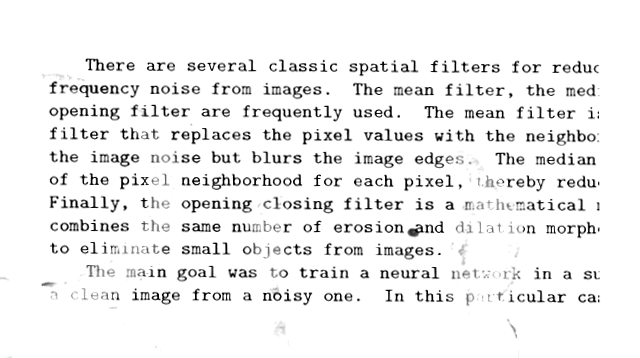 There are several classic spatial filters for reduc
frequency noise from images. The mean filter, the med
opening filter are frequently used. The mean filter i
filter that replaces the pixel values with the neighbo
the image noise but blurs the image edges. The median
of the pixel neighborhood for each pixel, thereby redu
Finally, the opening closing filter is a mathematical
combines the same number of erosion and dilation morph
to eliminate small objects from images.
The main goal was to train a neural network in a su
a clean image from a noisy one. In this particular ca